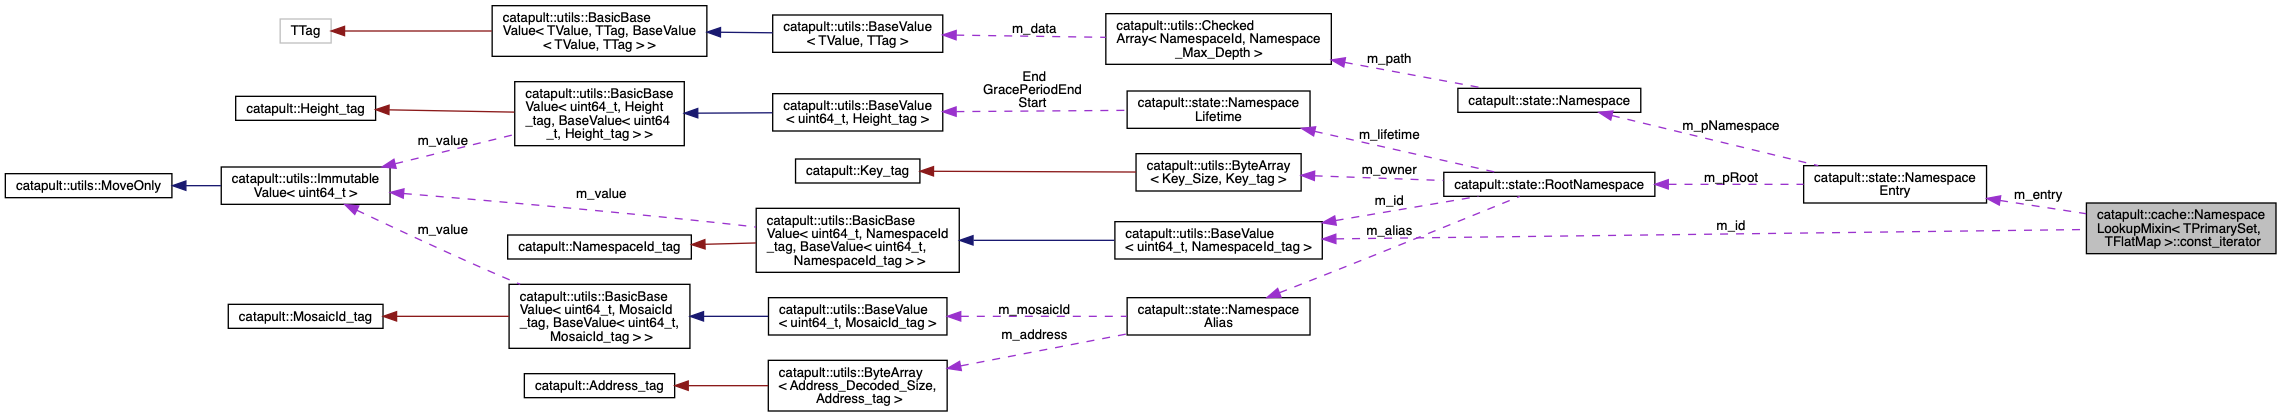 TTag
catapult::utils::BasicBase
Value< TValue, TTag, BaseValue
< TValue, TTag > >
catapult::utils::BaseValue
< TValue, TTag >
m_data
catapult::utils::Checked
Array< NamespaceId, Namespace
_Max_Depth >
m_path
catapult::state::Namespace
catapult::Height_tag
catapult::utils::BasicBase
Value< uint64_t, Height
_tag, BaseValue< uint64
_t, Height_tag > >
catapult::utils::BaseValue
< uint64_t, Height_tag >
End
GracePeriodEnd
Start
catapult::state::Namespace
Lifetime
m_lifetime
m_pNamespace
m_value
catapult::utils::MoveOnly
catapult::utils::Immutable
Value< uint64_t >
catapult::Key_tag
catapult::utils::ByteArray
< Key_Size, Key_tag >
m_owner
catapult::state::RootNamespace
m_pRoot
catapult::state::Namespace
Entry
m_entry
catapult::cache::Namespace
LookupMixin< TPrimarySet,
TFlatMap >::const_iterator
m_value
m_id
m_id
m_value
catapult::NamespaceId_tag
catapult::utils::BasicBase
Value< uint64_t, NamespaceId
_tag, BaseValue< uint64_t,
NamespaceId_tag > >
catapult::utils::BaseValue
< uint64_t, NamespaceId_tag >
m_alias
catapult::MosaicId_tag
catapult::utils::BasicBase
Value< uint64_t, MosaicId
_tag, BaseValue< uint64_t,
MosaicId_tag > >
catapult::utils::BaseValue
< uint64_t, MosaicId_tag >
m_mosaicId
catapult::state::Namespace
Alias
m_address
catapult::Address_tag
catapult::utils::ByteArray
< Address_Decoded_Size,
Address_tag >